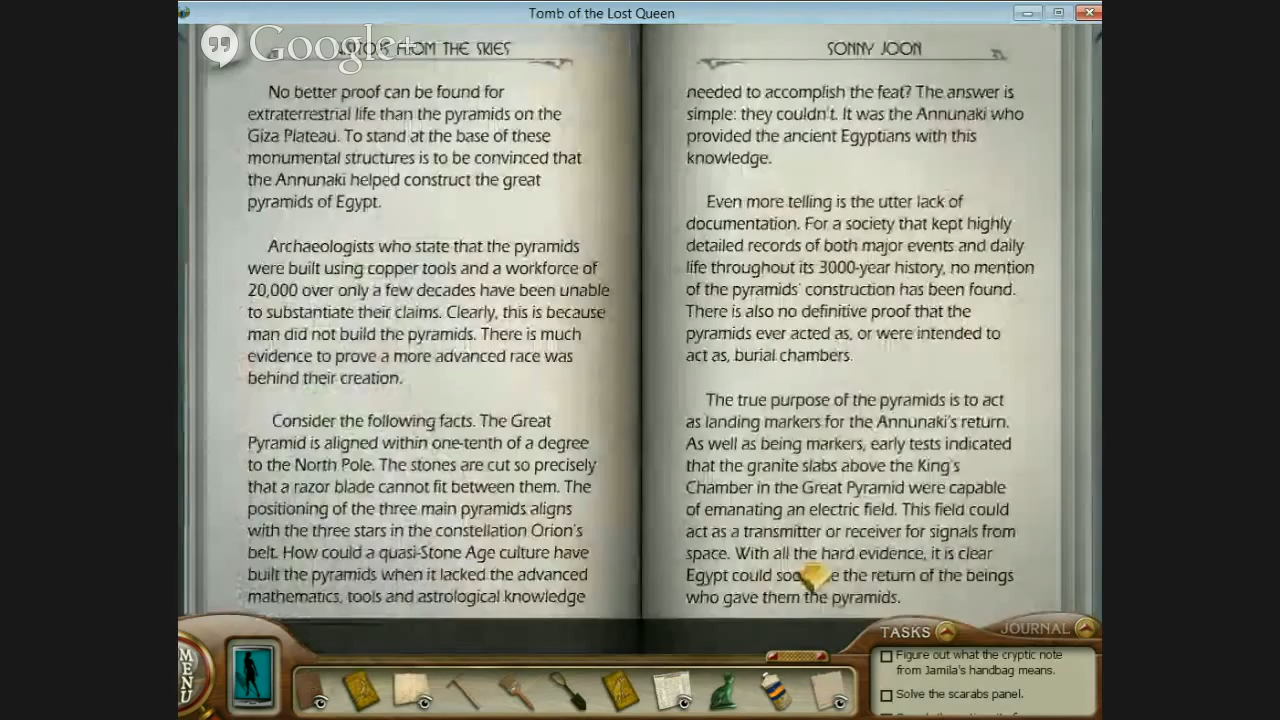 Tomb of the Lost Queen
Google+
FROM THE SKIES
SONNY JOON
No better proof can be found for
extraterrestrial life than the pyramids on the
Giza Plateau. To stand at the base of these
monumental structures is to be convinced that
the Annunaki helped construct the great
pyramids of Egypt.
Archaeologists who state that the pyramids
were built using copper tools and a workforce of
20,000 over only a few decades have been unable
to substantiate their claims. Clearly, this is because
man did not build the pyramids. There is much
evidence to prove a more advanced race was
behind their creation.
Consider the following facts. The Great
Pyramid is aligned within one-tenth of a degree
to the North Pole. The stones are cut so precisely
that a razor blade cannot fit between them. The
positioning of the three main pyramids aligns
with the three stars in the constellation Orion's
belt. How could a quasi-Stone Age culture have
built the pyramids when it lacked the advanced
mathematics, tools and astrological knowledge
needed to accomplish the feat? The answer is
simple: they couldn't. It was the Annunaki who
provided the ancient Egyptians with this
knowledge.
Even more telling is the utter lack of
documentation. For a society that kept highly
detailed records of both major events and daily
life throughout its 3000-year history, no mention
of the pyramids' construction has been found.
There is also no definitive proof that the
pyramids ever acted as, or were intended to
act as, burial chambers.
The true purpose of the pyramids is to act
as landing markers for the Annunaki's return.
As well as being markers, early tests indicated
that the granite slabs above the King's
Chamber in the Great Pyramid were capable
of emanating an electric field. This field could
act as a transmitter or receiver for signals from
space. With all the hard evidence, it is clear
Egypt could the return of the beings
who gave them the pyramids.
MENU
TASKS
JOURNAL
Figure out what the cryptic note
from Jamila's handbag means.
Solve the scarabs panel.